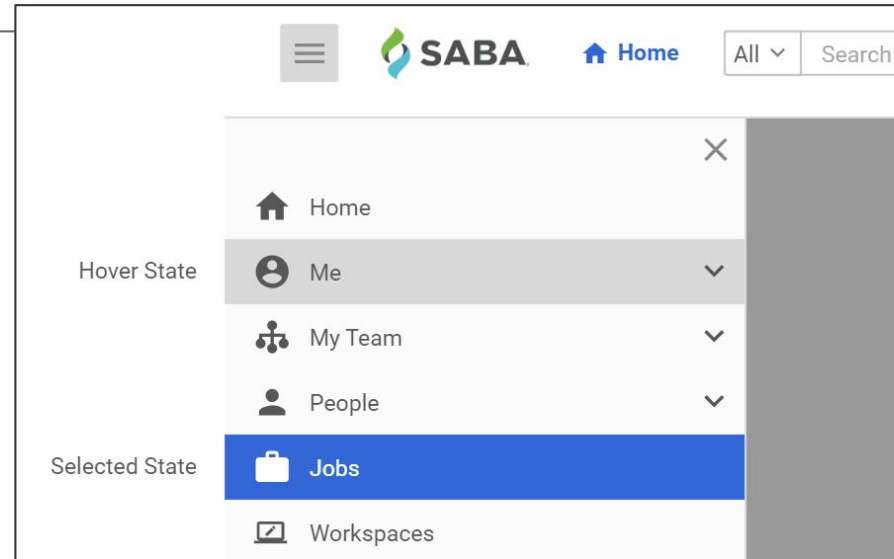 SABA
Home
All
Search
Home
Hover State
Me
My Team
People
Selected State
Jobs
Workspaces